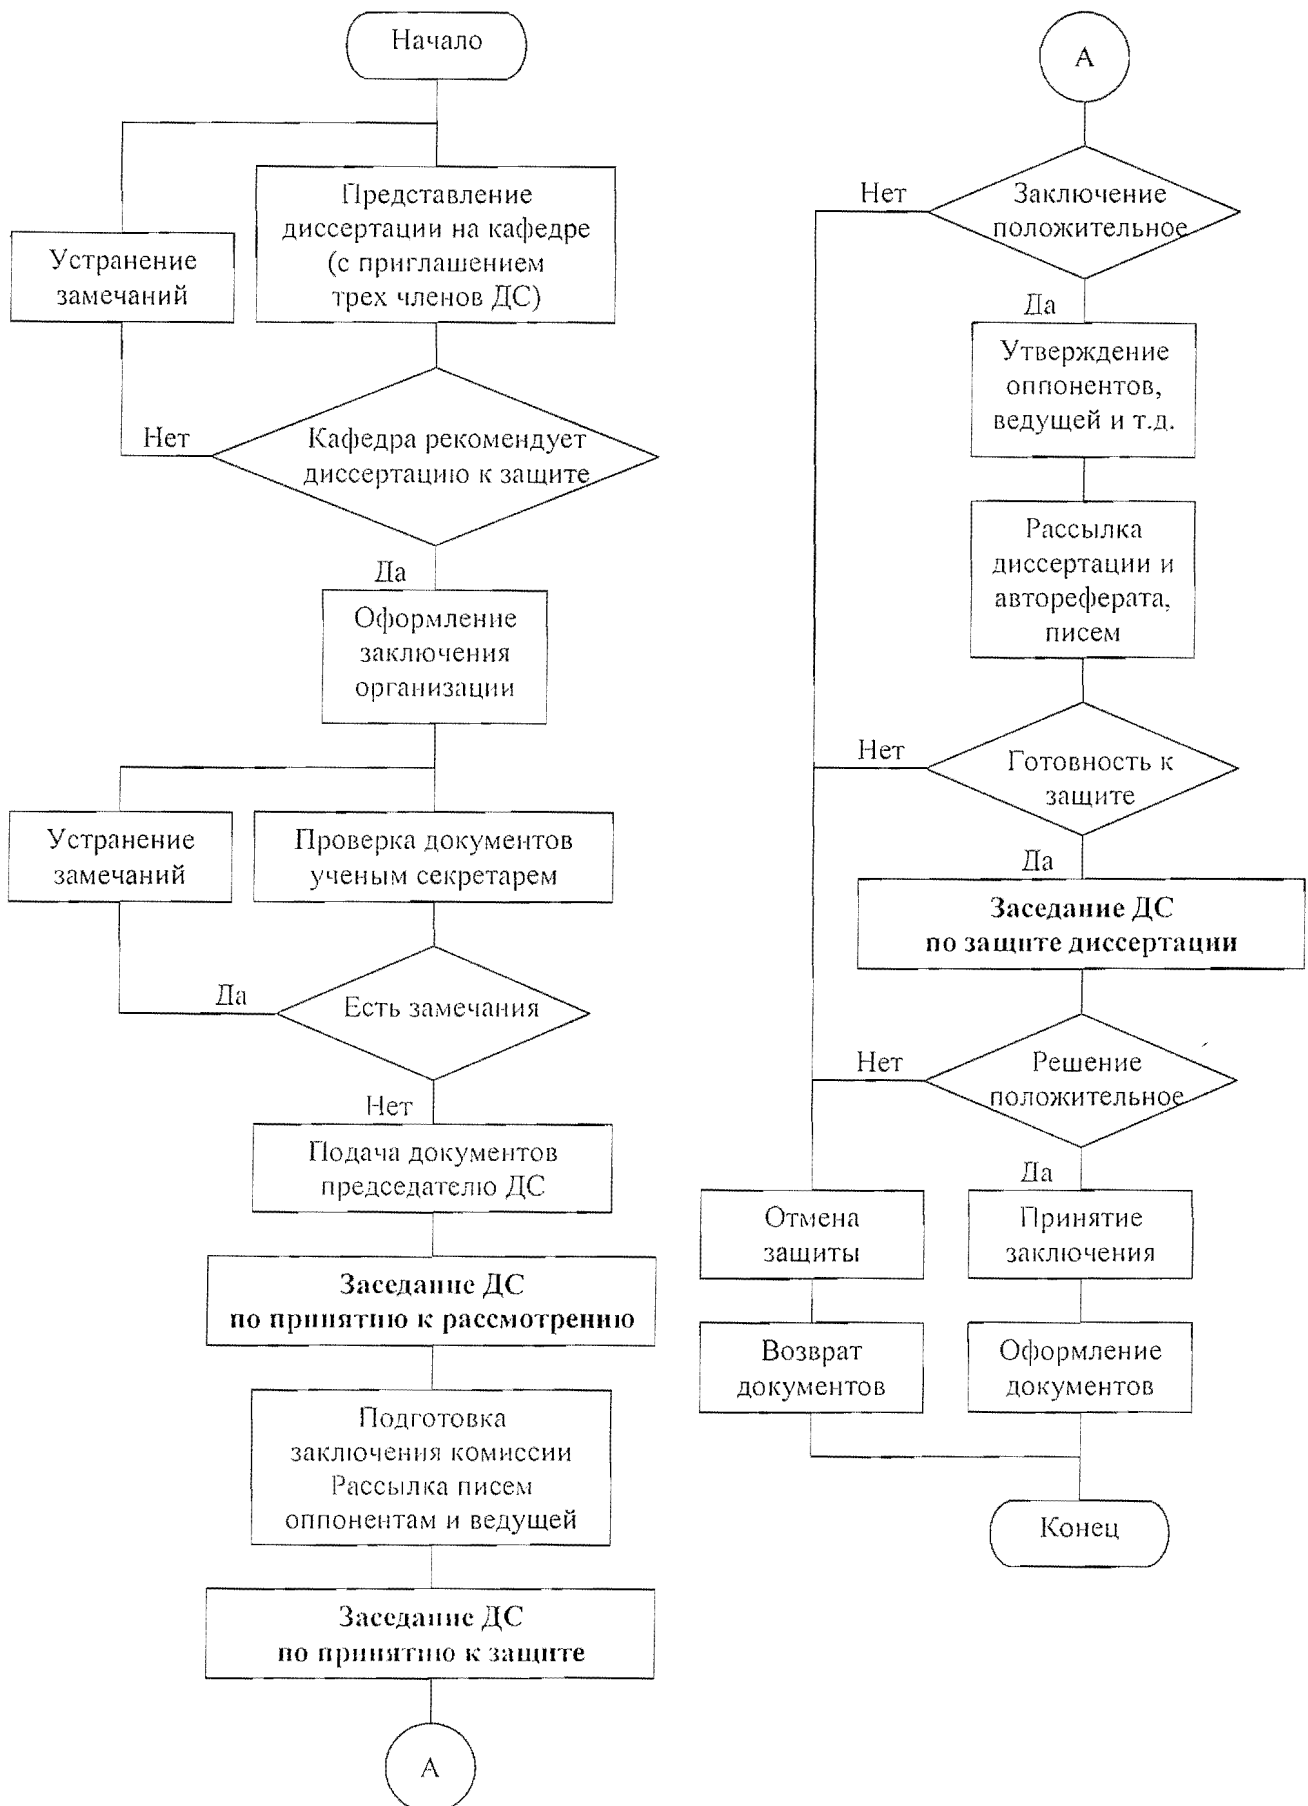 Начало
Представление
диссертации на кафедре
(с приглашением
трех членов ДС)
Устранение
замечаний
Нет
Кафедра рекомендует
диссертацию к защите
Да
Оформление
заключения
организации
Устранение
замечаний
Проверка документов
ученым секретарем
Да
Есть замечания
Нет
Подача документов
председателю ДС
Заседание ДС
по принятию к рассмотрению
Подготовка
заключения комиссии
Рассылка писем
оппонентам и ведущей
Заседание ДС
по принятию к защите
А
А
Нет
Заключение
положительное
Да
Утверждение
оппонентов,
ведущей и т.д.
Рассылка
диссертации и
автореферата,
писем
Нет
Готовность к
защите
Да
Заседание ДС
по защите диссертации
Нет
Решение
положительное
Да
Отмена
защиты
Принятие
заключения
Возврат
документов
Оформление
документов
Конец